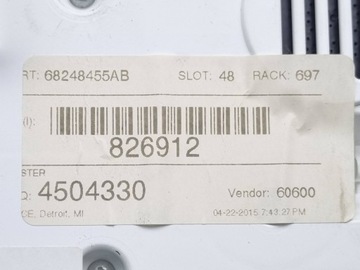 RT: 68248455AB SLOT: 48 RACK: 697
(I):
826912
STER
Q: 4504330 Vendor: 60600
CE, Detroit, MI 04-22-2015 7:43:27 PM